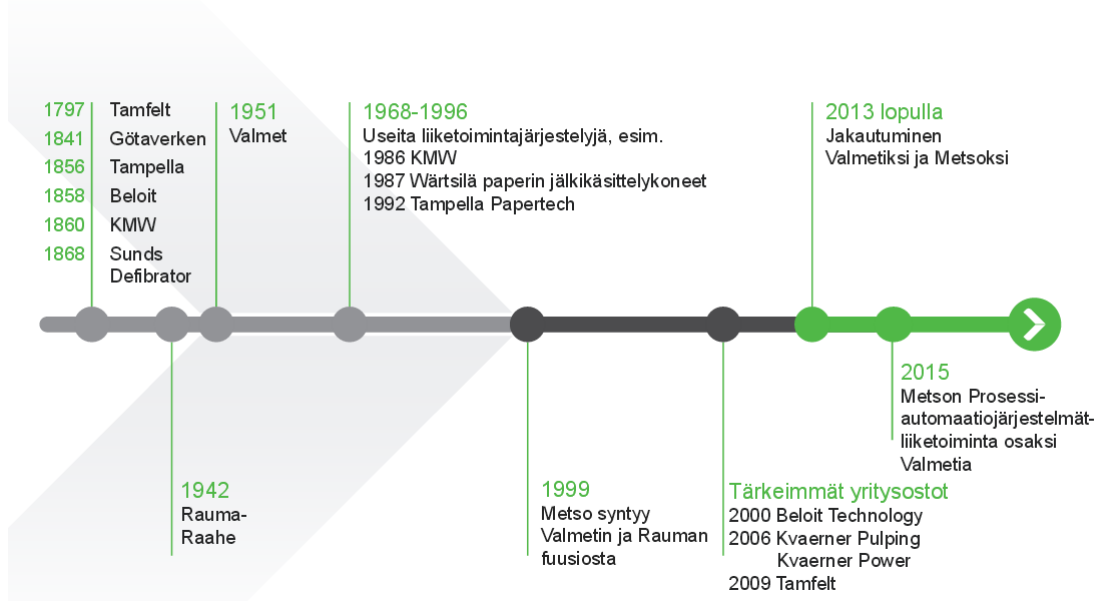 1797 Tamfelt
1841 Götaverken
1856 Tampella
1858 Beloit
1860 KMW
1868 Sunds
Defibrator
1942
Rauma-
Raahe
1951
Valmet
1968-1996
Useita liiketoimintajärjestelyjä, esim.
1986 KMW
1987 Wärtsilä paperin jälkikäsittelykoneet
1992 Tampella Papertech
1999
Metso syntyy
Valmetin ja Rauman
fuusiosta
Tärkeimmät yritysostot
2000 Beloit Technology
2006 Kvaerner Pulping
Kvaerner Power
2009 Tamfelt
2013 lopulla
Jakautuminen
Valmetiksi ja Metsoksi
2015
Metson Prosessi-
automaatiojärjestelmät-
liiketoiminta osaksi
Valmetia